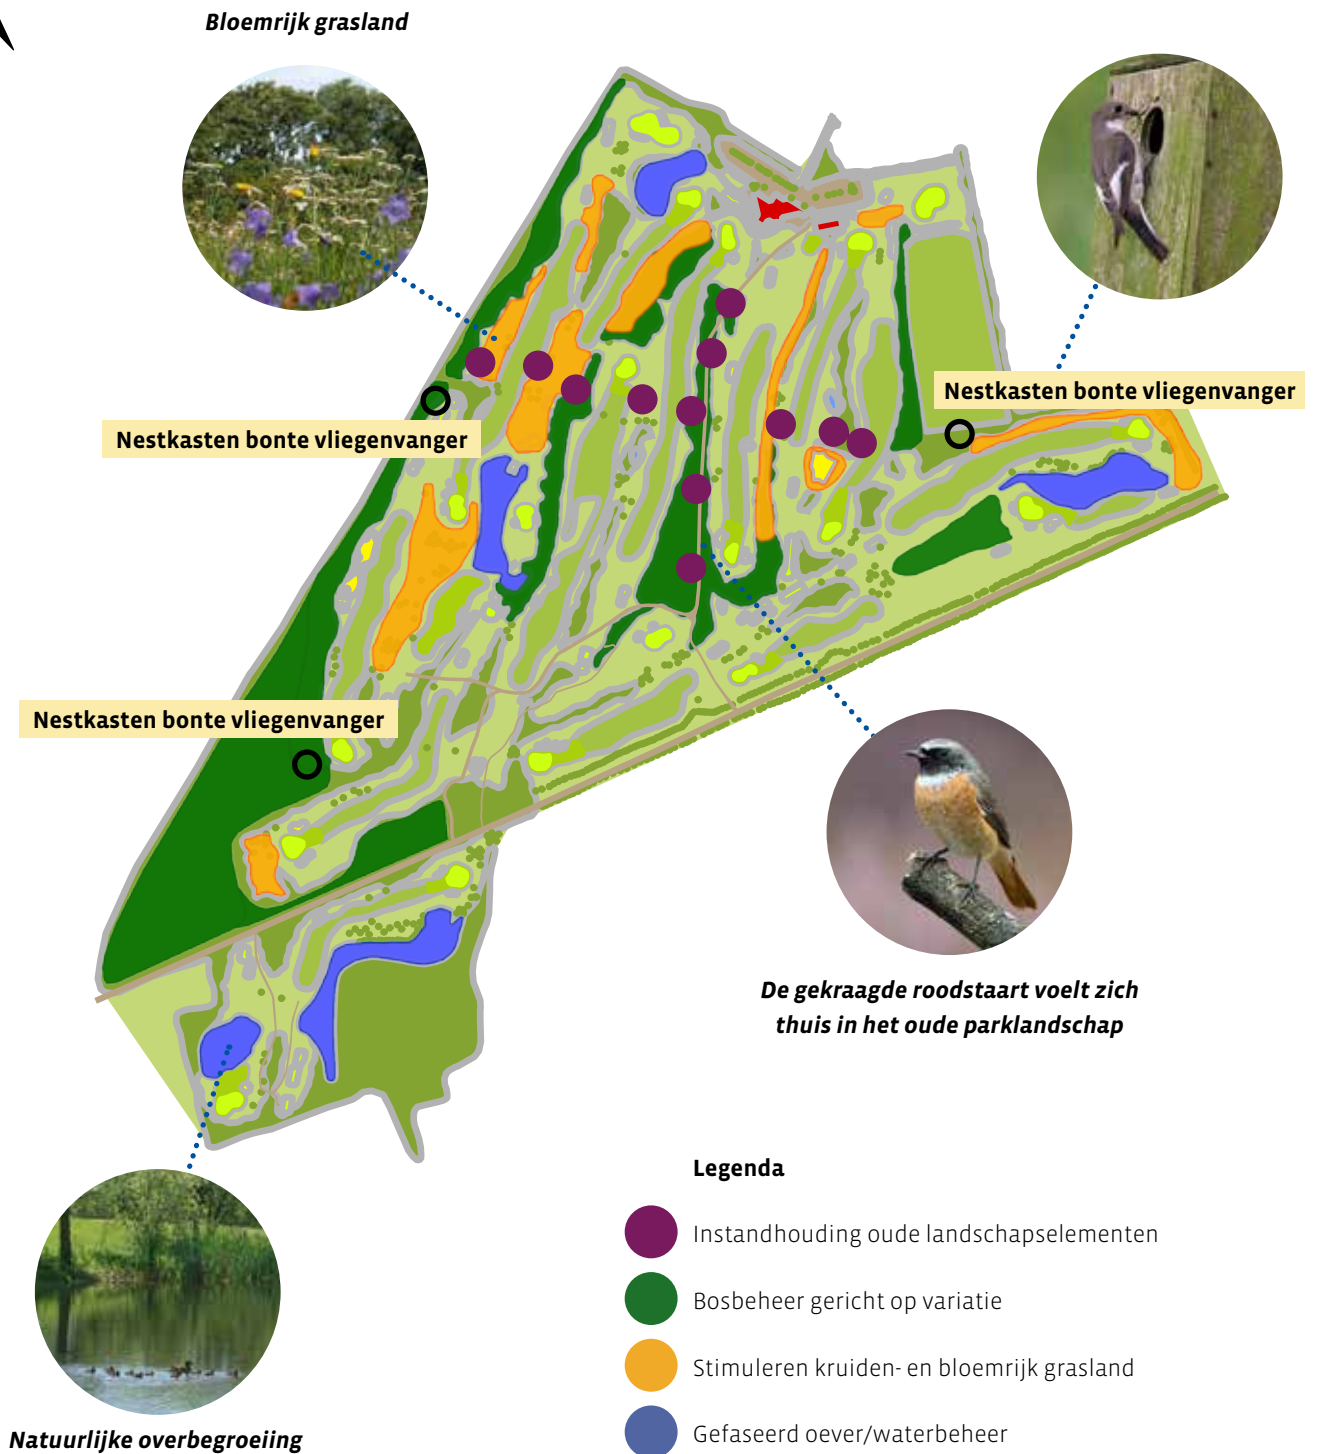 Bloemrijk grasland
Nestkasten bonte vliegenvanger
Nestkasten bonte vliegenvanger
Nestkasten bonte vliegenvanger
De gekraagde roodstaart voelt zich
thuis in het oude parklandschap
Legenda
Instandhouding oude landschapselementen
Bosbeheer gericht op variatie
Stimuleren kruiden- en bloemrijk grasland
Gefaseerd oever/waterbeheer
Natuurlijke overbegroeiing